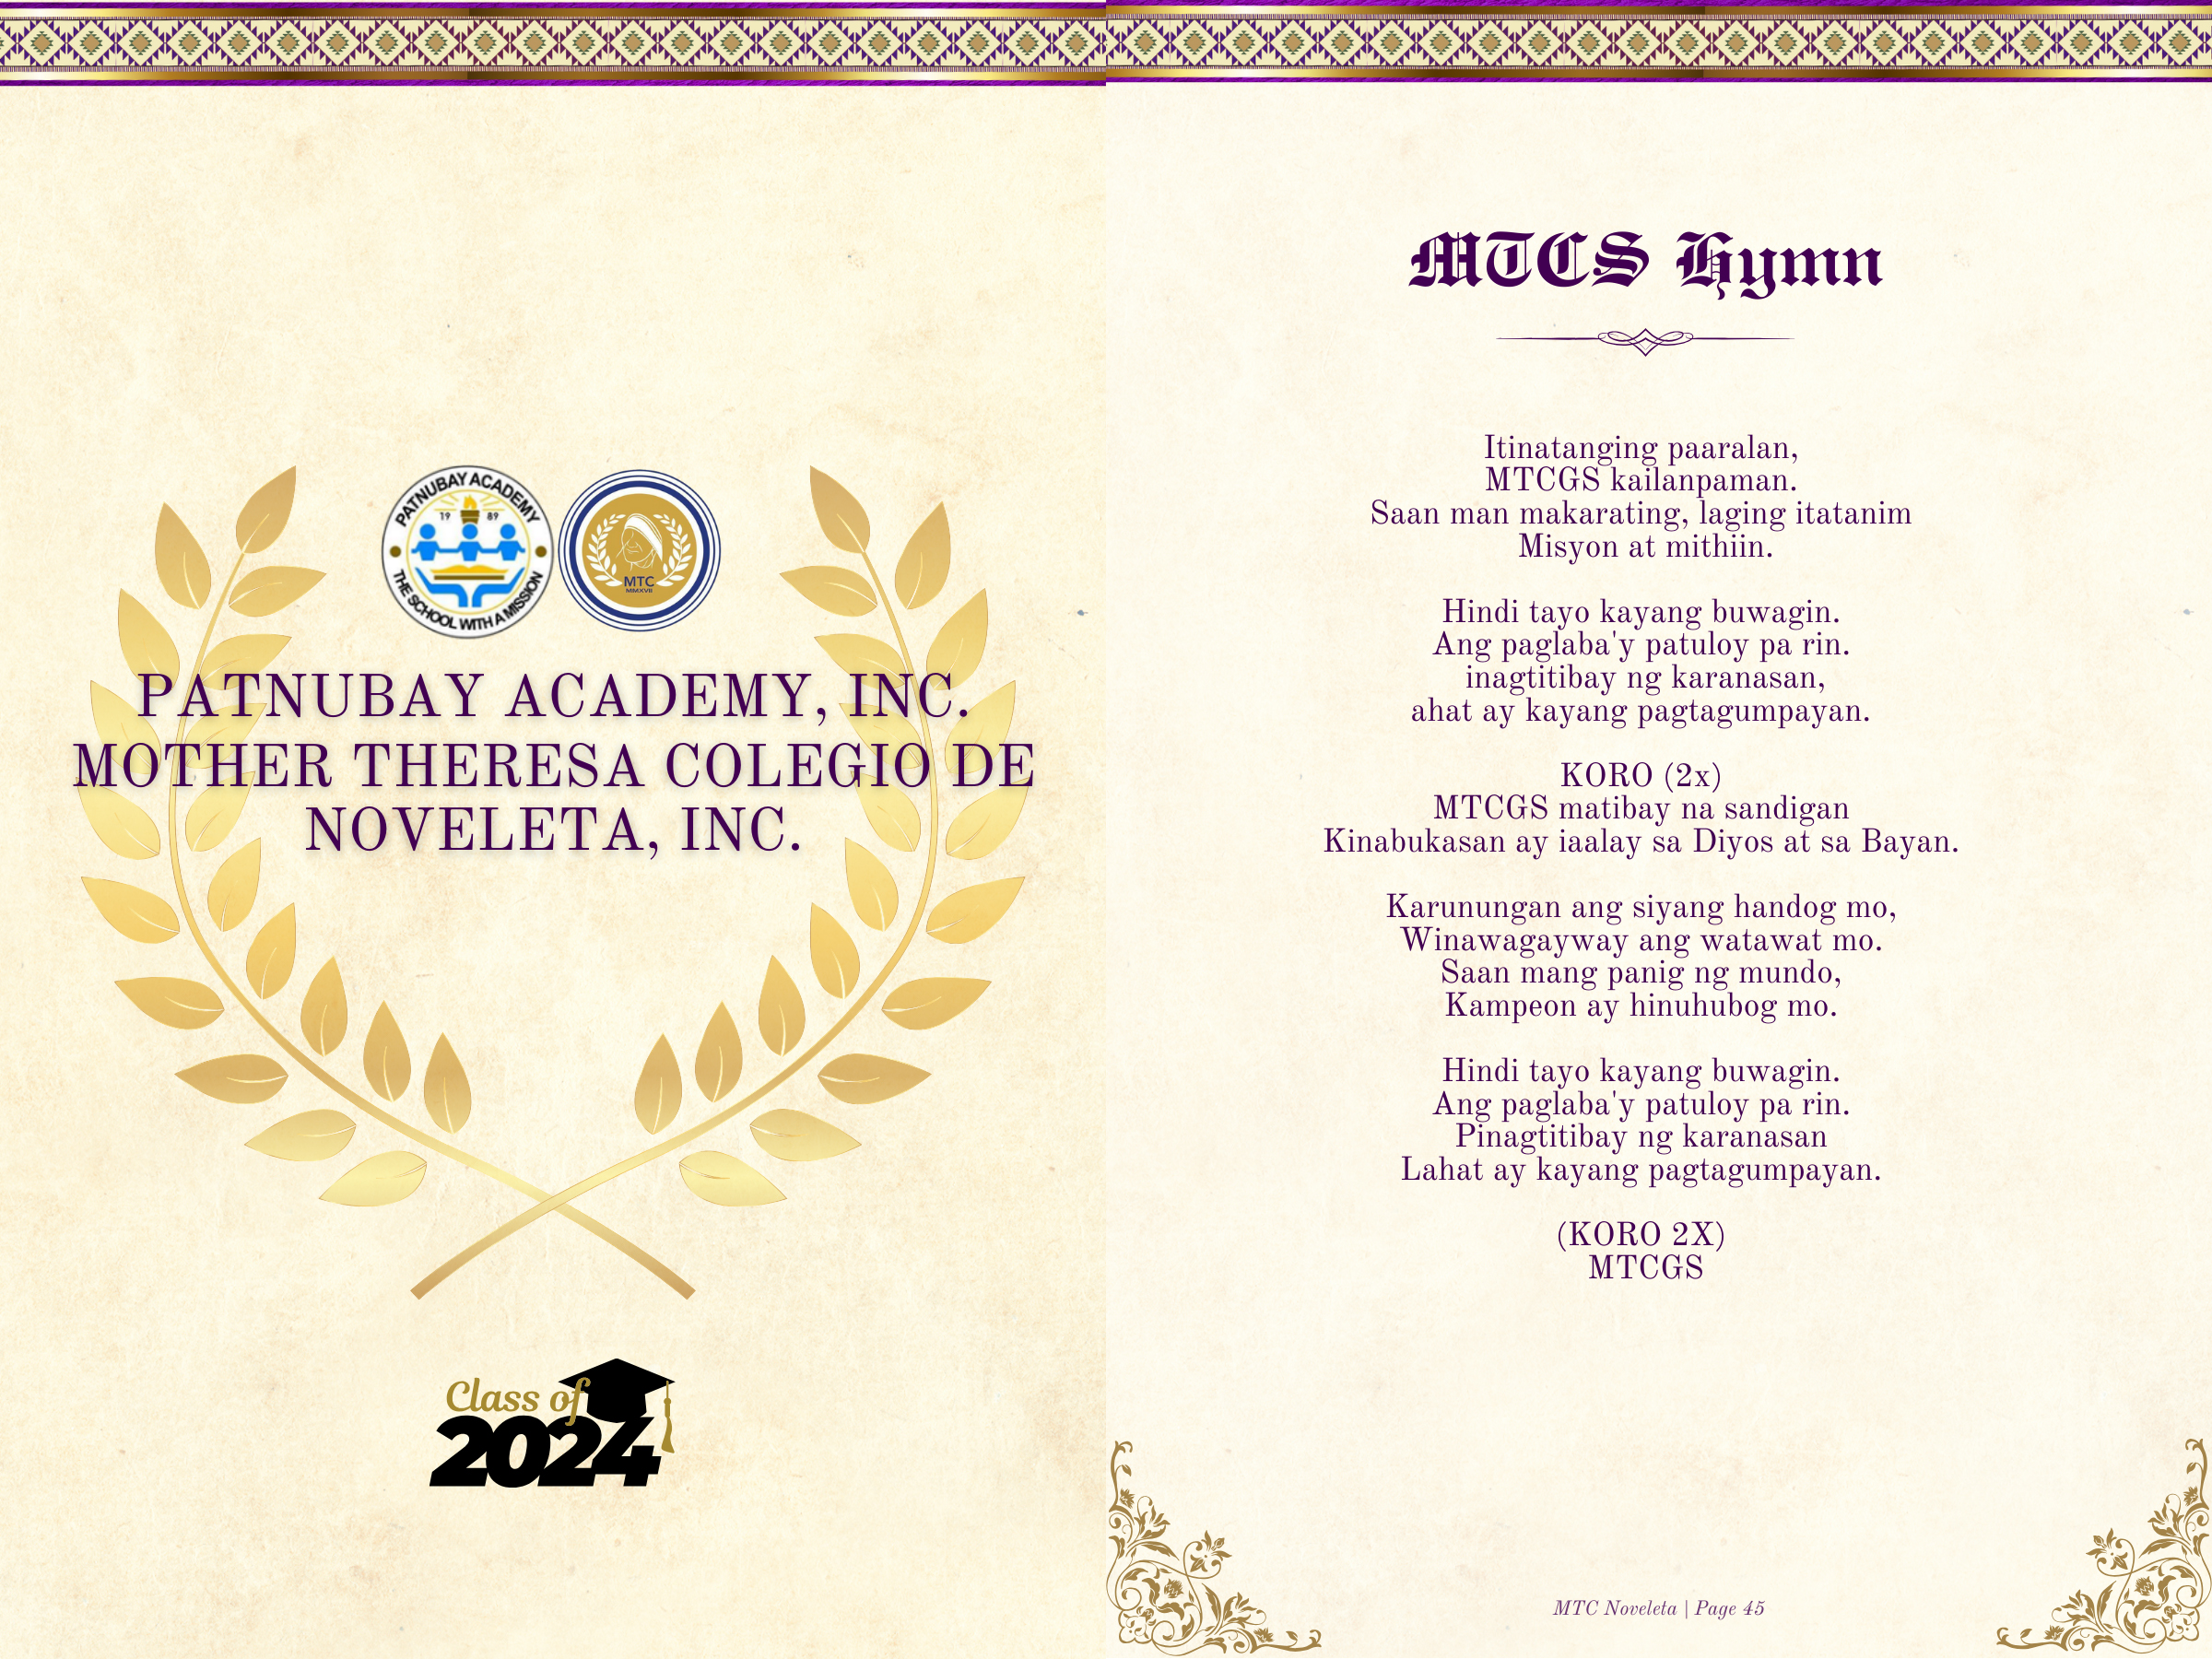 PATNUBAY ACADEMY
19 89
THE SCHOOL WITH A MISSION
MTC
MMXVII
PATNUBAY ACADEMY, INC.
MOTHER THERESA COLEGIO DE
NOVELETA, INC.
Class of
2024
MTCS Hymn
Itinatanging paaralan,
MTCGS kailanpaman.
Saan man makarating, laging itatanim
Misyon at mithiin.
Hindi tayo kayang buwagin.
Ang paglaba'y patuloy pa rin.
inagtitibay ng karanasan,
ahat ay kayang pagtagumpayan.
KORO (2x)
MTCGS matibay na sandigan
Kinabukasan ay iaalay sa Diyos at sa Bayan.
Karunungan ang siyang handog mo,
Winawagayway ang watawat mo.
Saan mang panig ng mundo,
Kampeon ay hinuhubog mo.
Hindi tayo kayang buwagin.
Ang paglaba'y patuloy pa rin.
Pinagtitibay ng karanasan
Lahat ay kayang pagtagumpayan.
(KORO 2X)
MTCGS
MTC Noveleta | Page 45